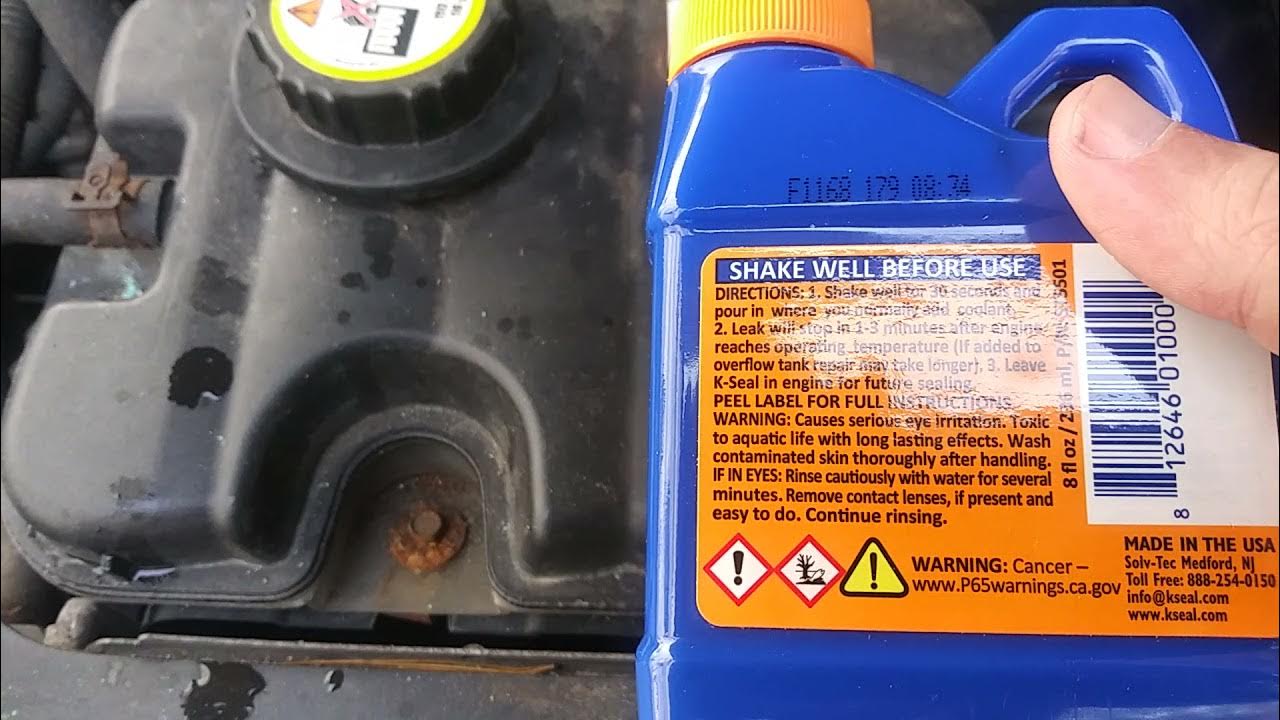 F1168 179 08:34
SHAKE WELL BEFORE USE
DIRECTIONS: 1. Shake well for 30 seconds and
pour in where you normally add coolant.
2. Leak will stop in 1-3 minutes after engine
reaches operating temperature (If added to
overflow tank repair may take longer). 3. Leave
K-Seal in engine for future sealing.
PEEL LABEL FOR FULL INSTRUCTIONS
WARNING: Causes serious eye irritation. Toxic
to aquatic life with long lasting effects. Wash
contaminated skin thoroughly after handling.
IF IN EYES: Rinse cautiously with water for several
minutes. Remove contact lenses, if present and
easy to do. Continue rinsing.
WARNING: Cancer –
www.P65warnings.ca.gov
8 fl oz / 236 ml, P/N 5501
8 12646 01000
MADE IN THE USA
Solv-Tec Medford, NJ
Toll Free: 888-254-0150
info@kseal.com
www.kseal.com